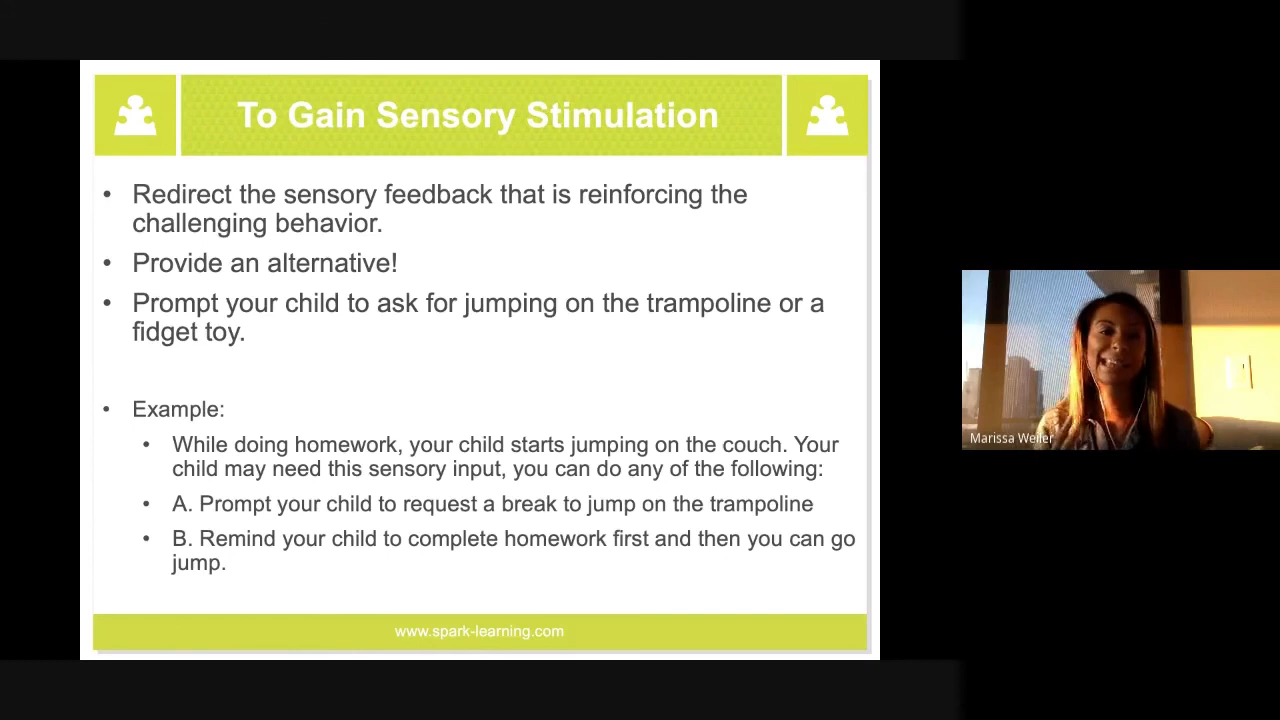 To Gain Sensory Stimulation
• Redirect the sensory feedback that is reinforcing the
challenging behavior.
• Provide an alternative!
• Prompt your child to ask for jumping on the trampoline or a
fidget toy.
• Example:
• While doing homework, your child starts jumping on the couch. Your
child may need this sensory input, you can do any of the following:
• A. Prompt your child to request a break to jump on the trampoline
• B. Remind your child to complete homework first and then you can go
jump.
www.spark-learning.com
Marissa Weiler